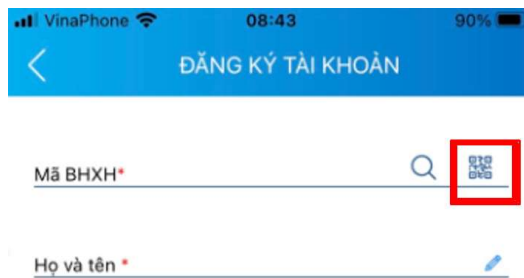 VinaPhone 08:43 90%
ĐĂNG KÝ TÀI KHOẢN
Mã BHXH*
Họ và tên *